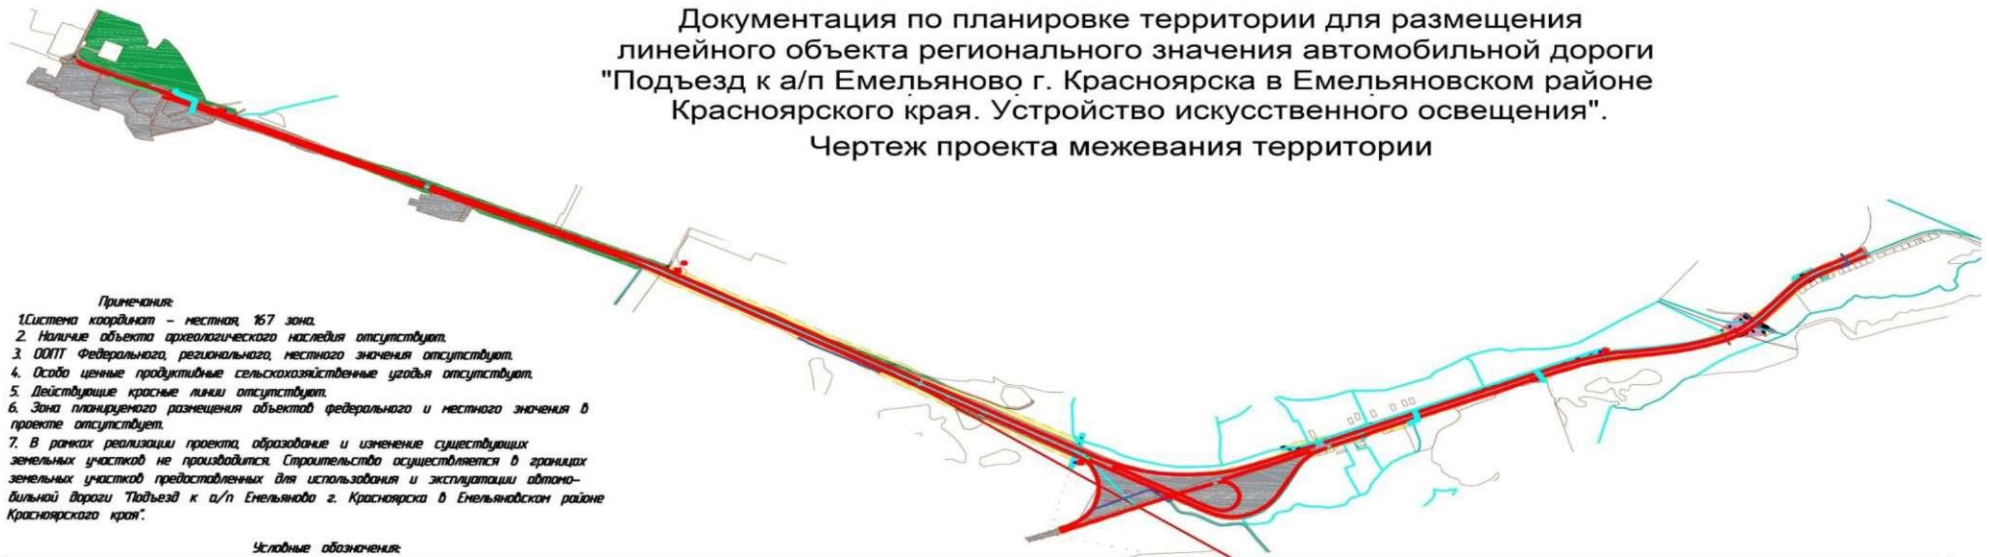 Документация по планировке территории для размещения
линейного объекта регионального значения автомобильной дороги
"Подъезд к а/п Емельяново г. Красноярска в Емельяновском районе
Красноярского края. Устройство искусственного освещения".
Чертеж проекта межевания территории
Примечания:
1.Система координат - местная, 167 зона.
2. Наличие объекта археологического наследия отсутствуют.
3. ООПТ Федерального, регионального, местного значения отсутствуют.
4. Особо ценные продуктивные сельскохозяйственные угодья отсутствуют.
5. Действующие красные линии отсутствуют.
6. Зона планируемого размещения объектов федерального и местного значения в
проекте отсутствует.
7. В рамках реализации проекта, образование и изменение существующих
земельных участков не производится. Строительство осуществляется в границах
земельных участков предоставленных для использования и эксплуатации автомо-
бильной дороги "Подъезд к а/п Емельяново г. Красноярска в Емельяновском районе
Красноярского края".
Условные обозначения: